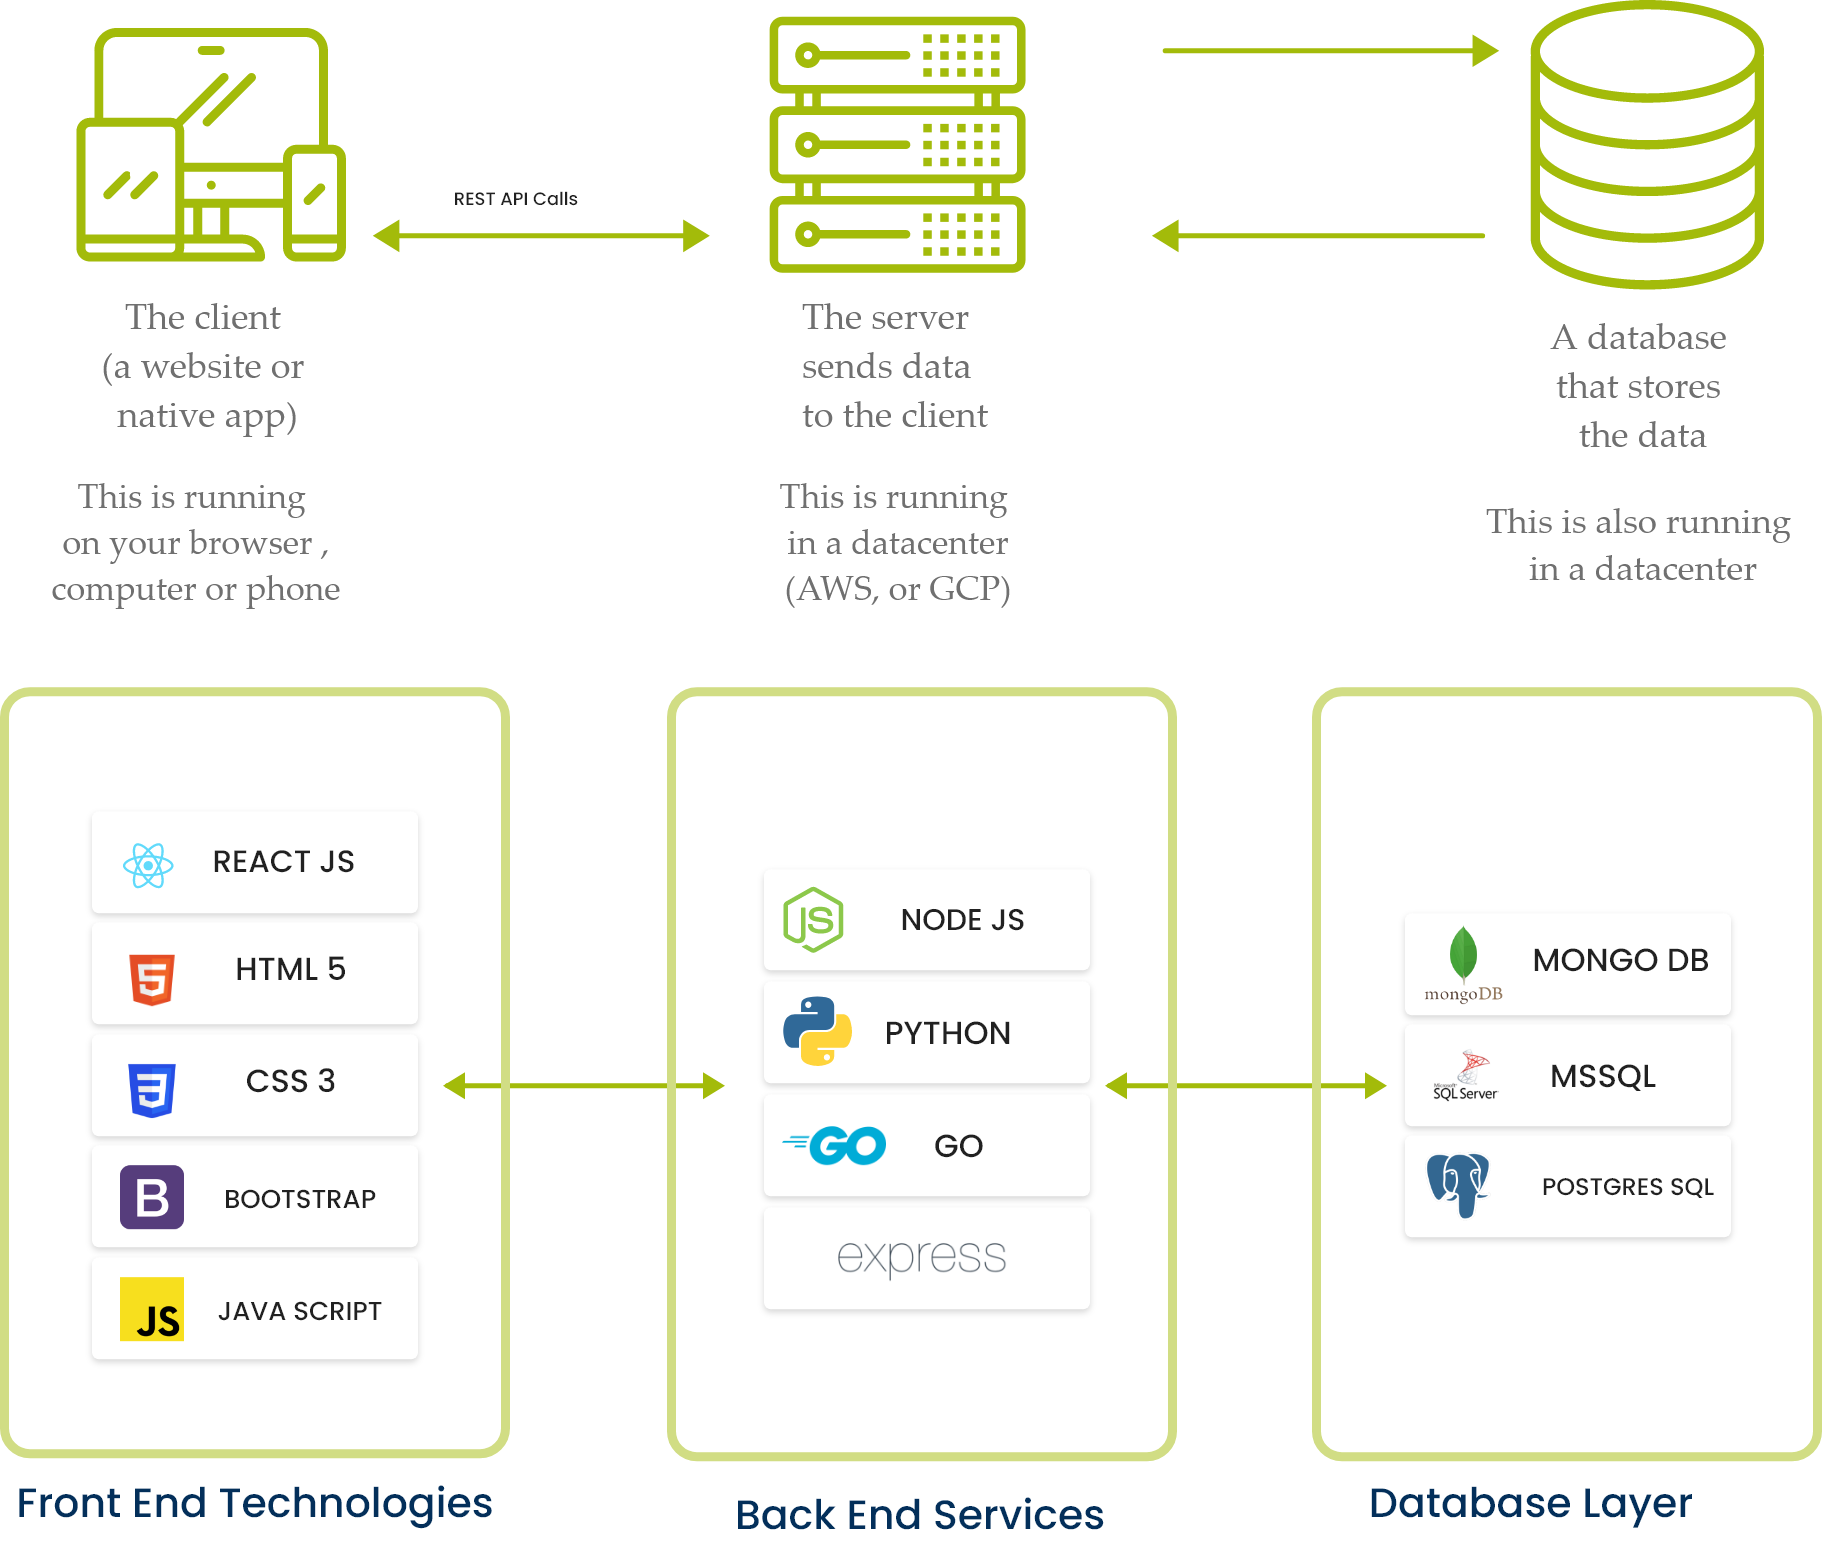 REST API Calls
The client
(a website or
native app)
This is running
on your browser ,
computer or phone
The server
sends data
to the client
This is running
in a datacenter
(AWS, or GCP)
A database
that stores
the data
This is also running
in a datacenter
REACT JS
5
HTML 5
3
CSS 3
B
BOOTSTRAP
JS
JAVA SCRIPT
Front End Technologies
JS
NODE JS
PYTHON
GO
GO
express
Back End Services
mongoDB
MONGO DB
Microsoft
SQL Server
MSSQL
POSTGRES SQL
Database Layer